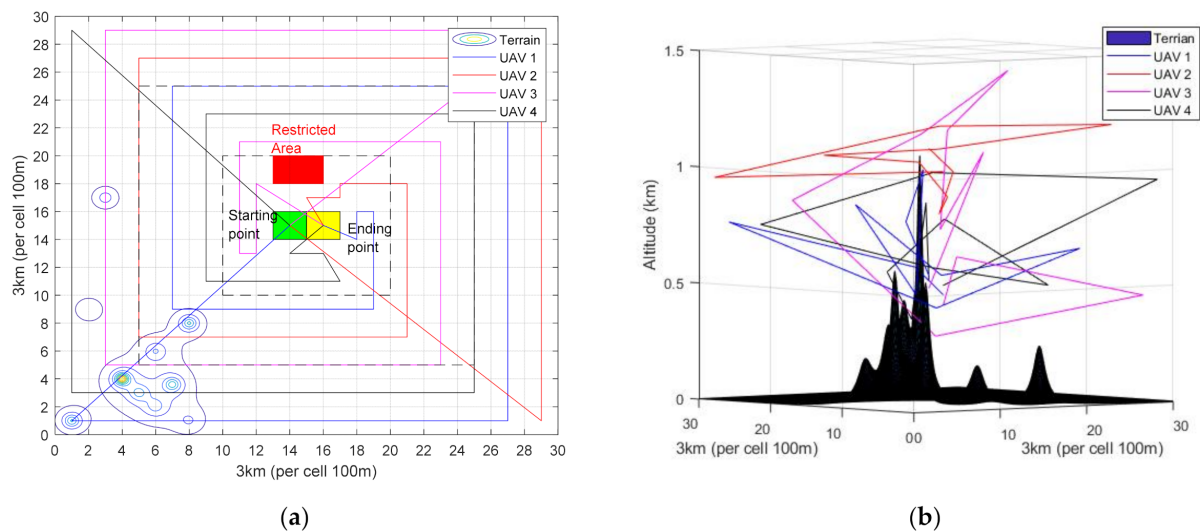 30
28
26
24
22
20
18
16
14
12
10
8
6
4
2
0
3km (per cell 100m)
0 2 4 6 8 10 12 14 16 18 20 22 24 26 28 30
3km (per cell 100m)
Terrain
UAV 1
UAV 2
UAV 3
UAV 4
Restricted
Area
Starting
point
Ending
point
(a)
1.5
1
0.5
0
Altitude (km)
30
20
10
0
0
10
20
30
3km (per cell 100m)
3km (per cell 100m)
Terrian
UAV 1
UAV 2
UAV 3
UAV 4
(b)